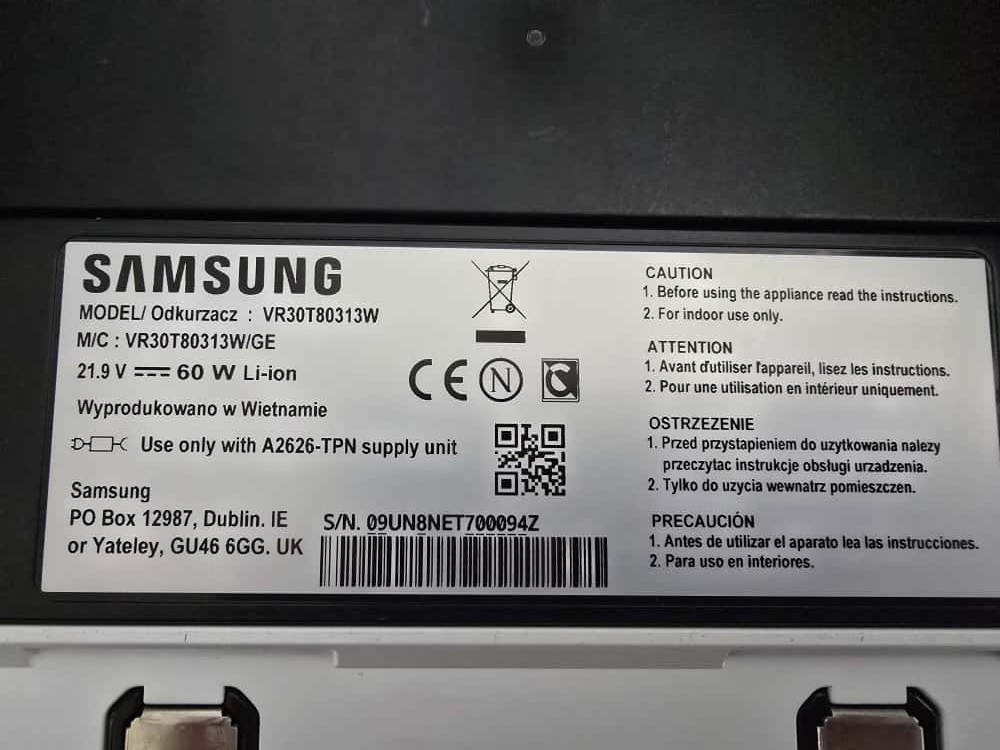 SAMSUNG
MODEL/ Odkurzacz : VR30T80313W
M/C : VR30T80313W/GE
21.9 V 60 W Li-ion
Wyprodukowano w Wietnamie
Use only with A2626-TPN supply unit
Samsung
PO Box 12987, Dublin. IE
or Yateley, GU46 6GG. UK
S/N. 09UN8NET700094Z
CE N C
CAUTION
1. Before using the appliance read the instructions.
2. For indoor use only.
ATTENTION
1. Avant d'utiliser l'appareil, lisez les instructions.
2. Pour une utilisation en intérieur uniquement.
OSTRZEZENIE
1. Przed przystapieniem do uzytkowania nalezy
przeczytac instrukcje obsługi urzadzenia.
2. Tylko do uzycia wewnatrz pomieszczen.
PRECAUCIÓN
1. Antes de utilizar el aparato lea las instrucciones.
2. Para uso en interiores.